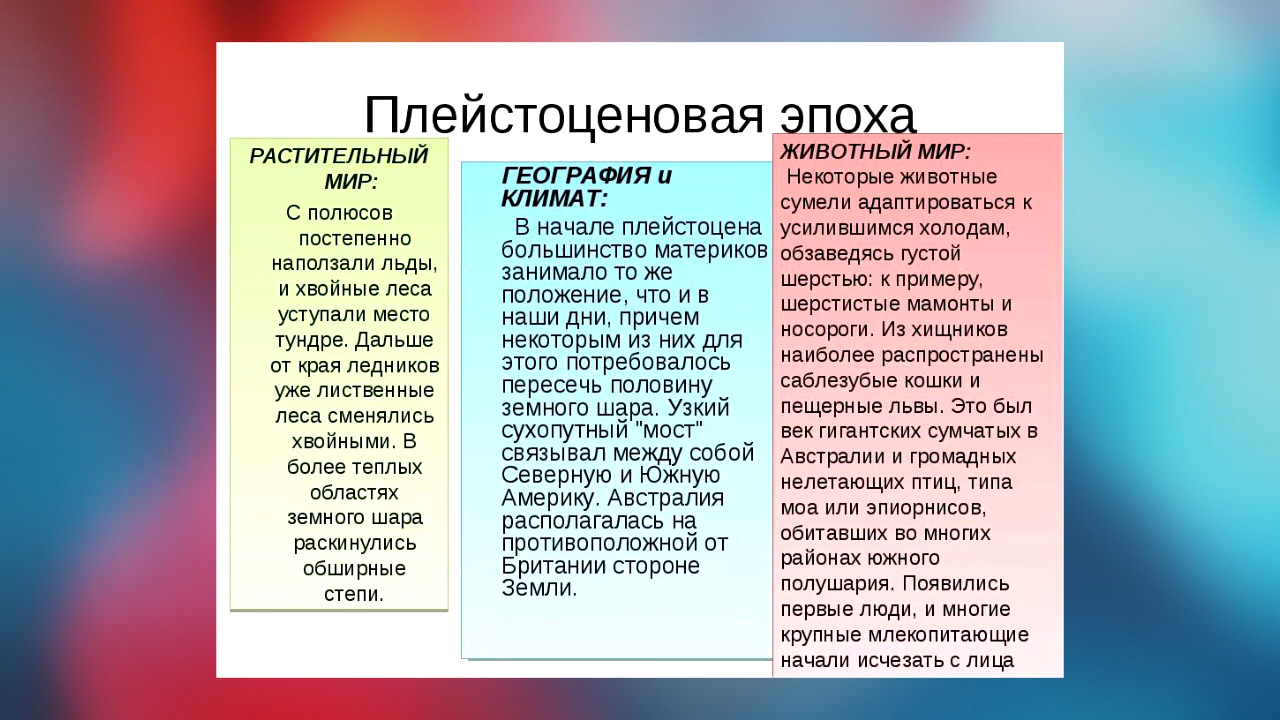 Плейстоценовая эпоха
РАСТИТЕЛЬНЫЙ
МИР:
С полюсов
постепенно
наползали льды,
и хвойные леса
уступали место
тундре. Дальше
от края ледников
уже лиственные
леса сменялись
хвойными. В
более теплых
областях
земного шара
раскинулись
обширные
степи.
ГЕОГРАФИЯ и
КЛИМАТ:
В начале плейстоцена
большинство материков
занимало то же
положение, что и в
наши дни, причем
некоторым из них для
этого потребовалось
пересечь половину
земного шара. Узкий
сухопутный "мост"
связывал между собой
Северную и Южную
Америку. Австралия
располагалась на
противоположной от
Британии стороне
Земли.
ЖИВОТНЫЙ МИР:
Некоторые животные
сумели адаптироваться к
усилившимся холодам,
обзаведясь густой
шерстью: к примеру,
шерстистые мамонты и
носороги. Из хищников
наиболее распространены
саблезубые кошки и
пещерные львы. Это был
век гигантских сумчатых в
Австралии и громадных
нелетающих птиц, типа
моа или эпиорнисов,
обитавших во многих
районах южного
полушария. Появились
первые люди, и многие
крупные млекопитающие
начали исчезать с лица